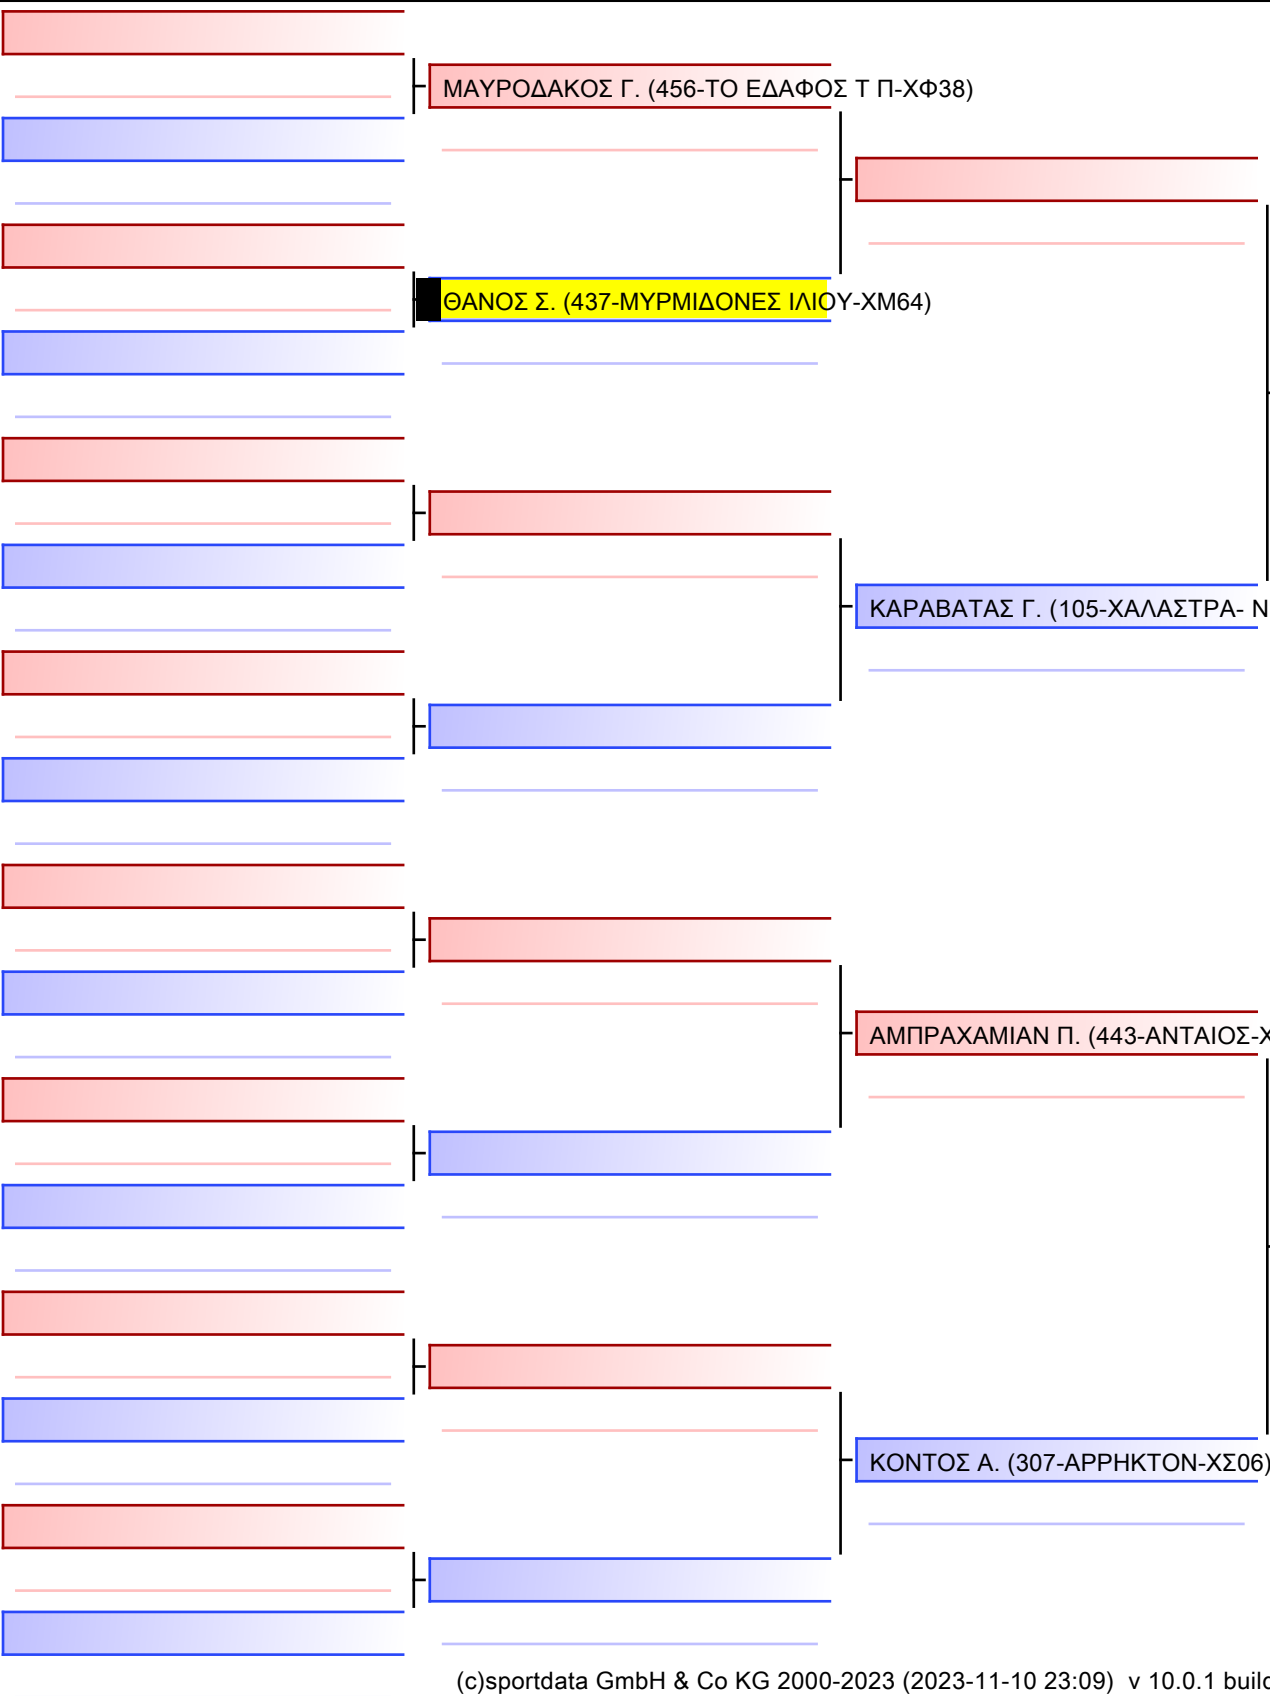 ΜΑΥΡΟΔΑΚΟΣ Γ. (456-ΤΟ ΕΔΑΦΟΣ Τ Π-ΧΦ38)
ΘΑΝΟΣ Σ. (437-ΜΥΡΜΙΔΟΝΕΣ ΙΛΙΟΥ-ΧΜ64)
ΚΑΡΑΒΑΤΑΣ Γ. (105-ΧΑΛΑΣΤΡΑ- Ν
ΑΜΠΡΑΧΑΜΙΑΝ Π. (443-ΑΝΤΑΙΟΣ-Χ
ΚΟΝΤΟΣ Α. (307-ΑΡΡΗΚΤΟΝ-ΧΣ06)
(c)sportdata GmbH & Co KG 2000-2023 (2023-11-10 23:09) v 10.0.1 build